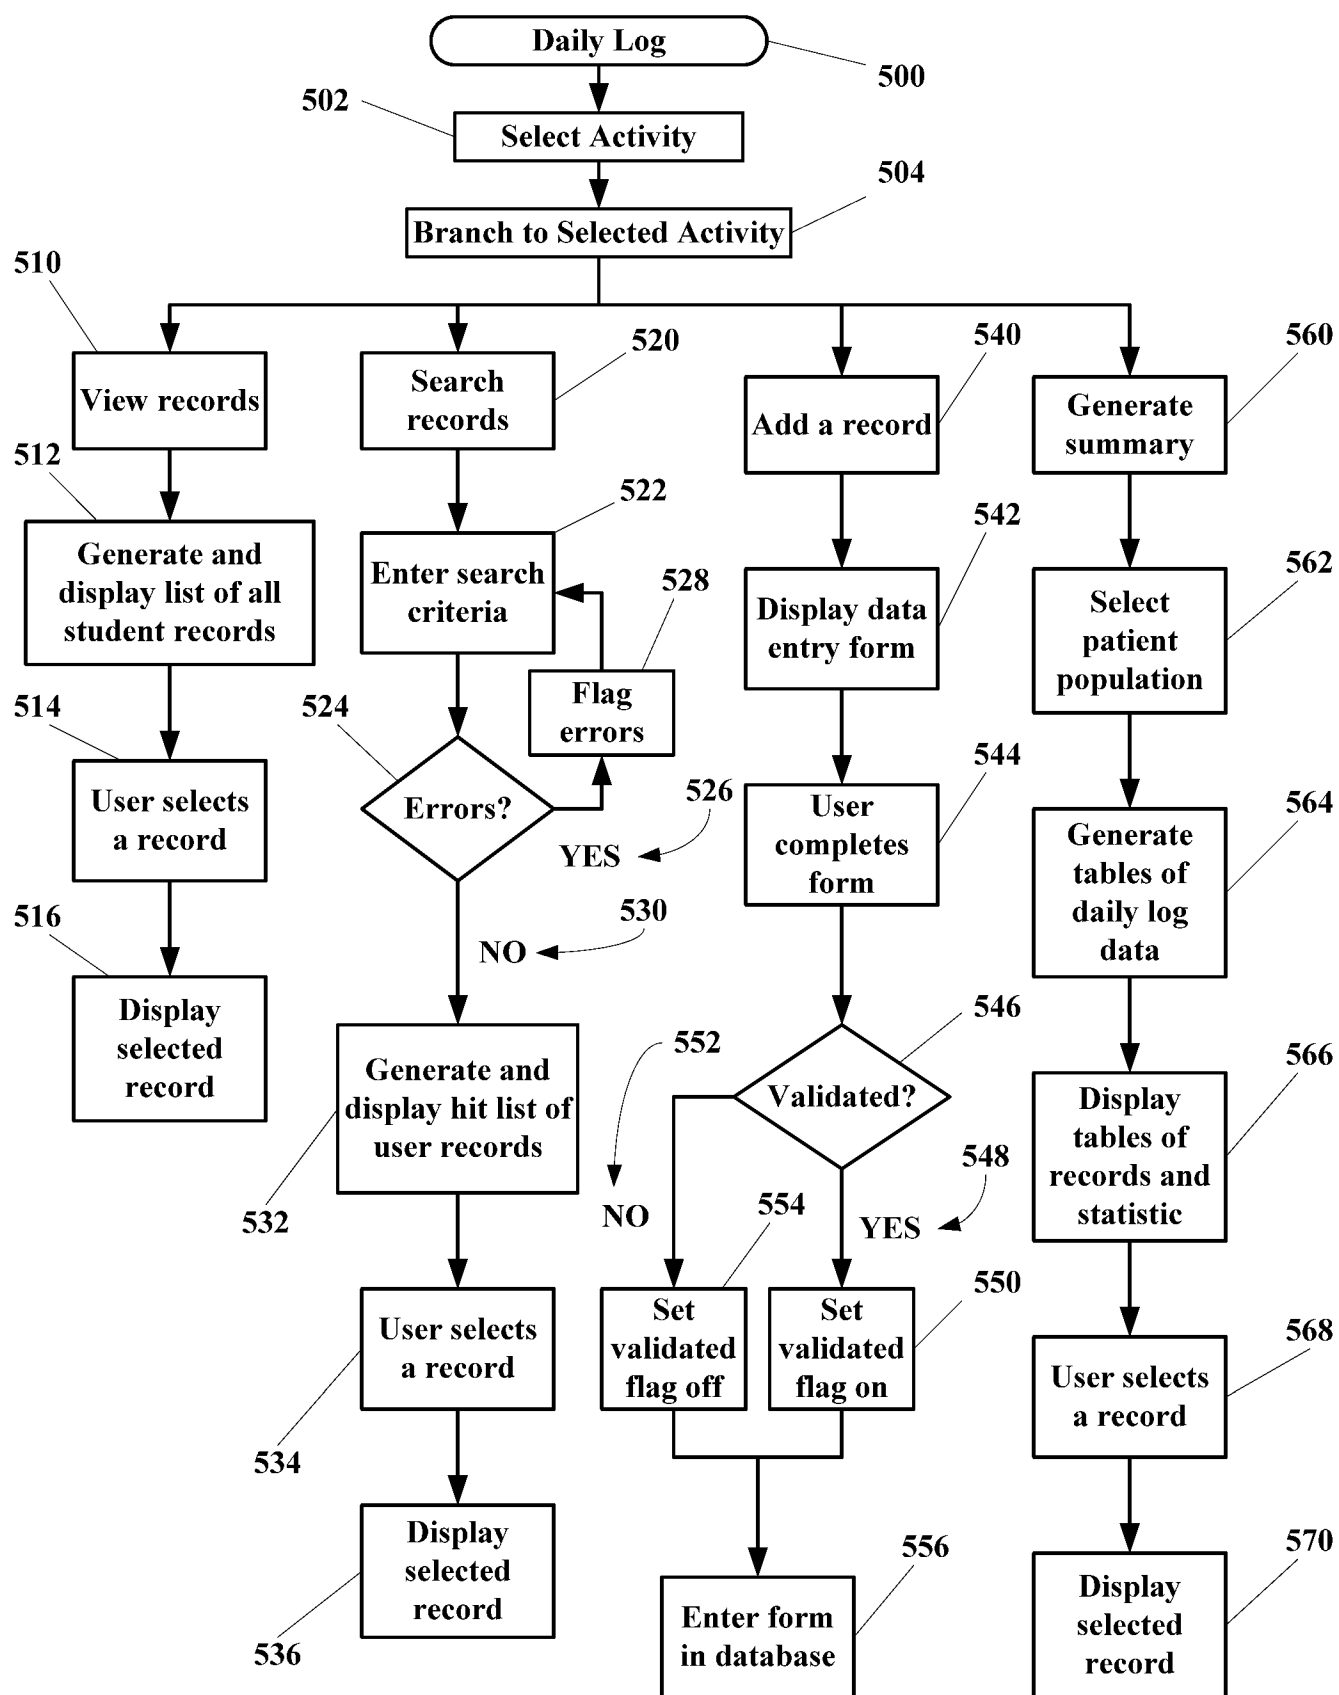 Daily Log
500
502
Select Activity
504
Branch to Selected Activity
510
View records
512
Generate and
display list of all
student records
514
User selects
a record
516
Display
selected
record
520
Search
records
522
Enter search
criteria
528
Flag
errors
524
Errors?
526
YES
530
NO
Generate and
display hit list of
user records
532
User selects
a record
534
Display
selected
record
536
540
Add a record
542
Display data
entry form
544
User
completes
form
546
Validated?
552
NO
548
YES
554
Set
validated
flag off
550
Set
validated
flag on
556
Enter form
in database
560
Generate
summary
562
Select
patient
population
564
Generate
tables of
daily log
data
566
Display
tables of
records and
statistic
568
User selects
a record
570
Display
selected
record